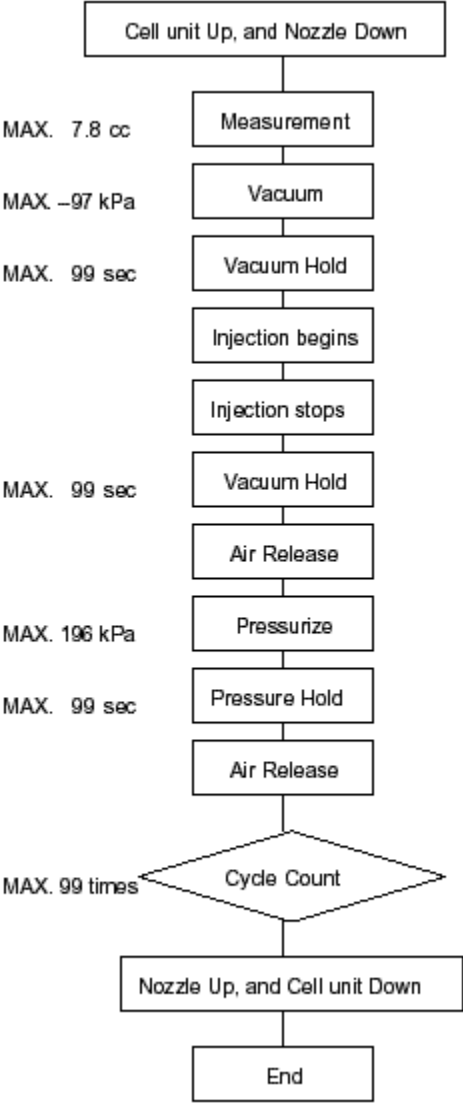 Cell unit Up, and Nozzle Down
MAX. 7.8 cc Measurement
MAX. –97 kPa Vacuum
MAX. 99 sec Vacuum Hold
Injection begins
Injection stops
MAX. 99 sec Vacuum Hold
Air Release
MAX. 196 kPa Pressurize
MAX. 99 sec Pressure Hold
Air Release
MAX. 99 times Cycle Count
Nozzle Up, and Cell unit Down
End